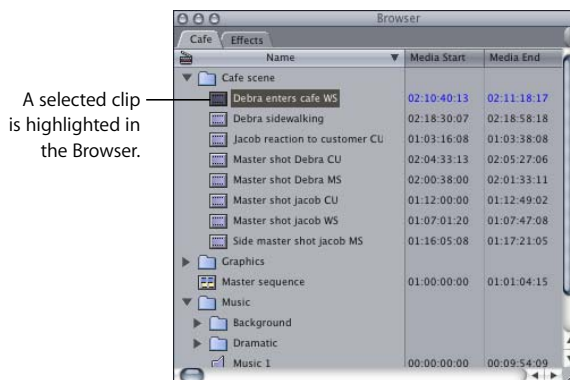 Browser
Cafe Effects
Name Media Start Media End
Cafe scene
A selected clip
is highlighted in
the Browser.
Debra enters cafe WS 02:10:40:13 02:11:18:17
Debra sidewalking 02:18:30:07 02:18:58:18
Jacob reaction to customer CU 01:03:16:08 01:03:38:08
Master shot Debra CU 02:04:33:13 02:05:27:06
Master shot Debra MS 02:00:38:00 02:01:33:11
Master shot jacob CU 01:12:00:00 01:12:49:02
Master shot jacob WS 01:07:01:20 01:07:47:08
Side master shot jacob MS 01:16:05:08 01:17:21:05
Graphics
Master sequence 01:00:00:00 01:01:04:15
Music
Background
Dramatic
Music 1 00:00:00:00 00:09:54:09